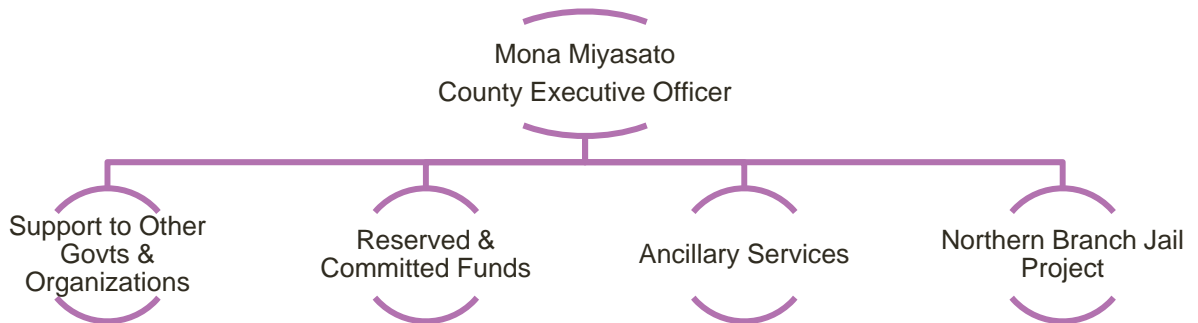 Mona Miyasato
County Executive Officer
Support to Other
Govts &
Organizations
Reserved &
Committed Funds
Ancillary Services
Northern Branch Jail
Project